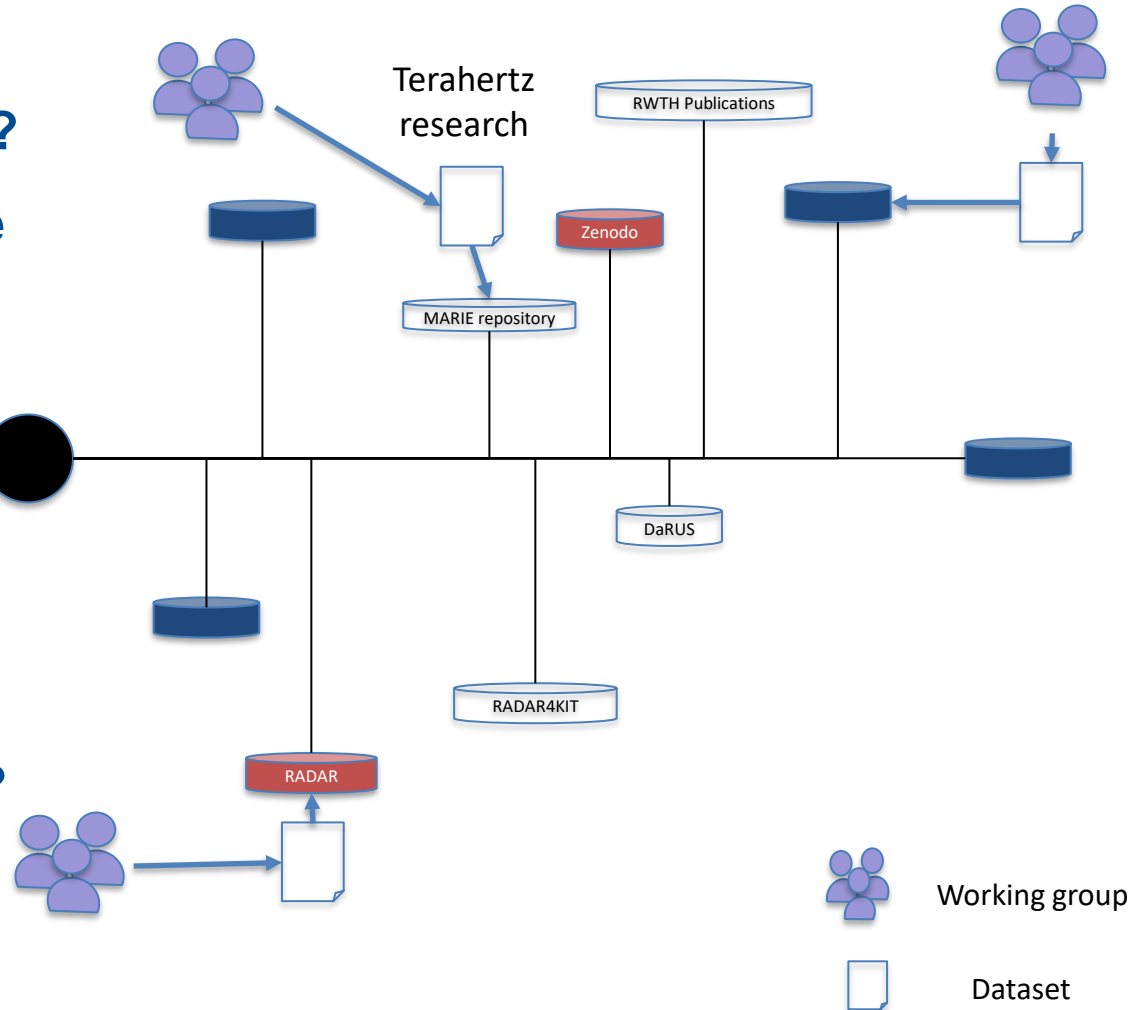 ?
e
Terahertz
research
RWTH Publications
Zenodo
MARIE repository
DaRUS
RADAR4KIT
RADAR
Working group
Dataset